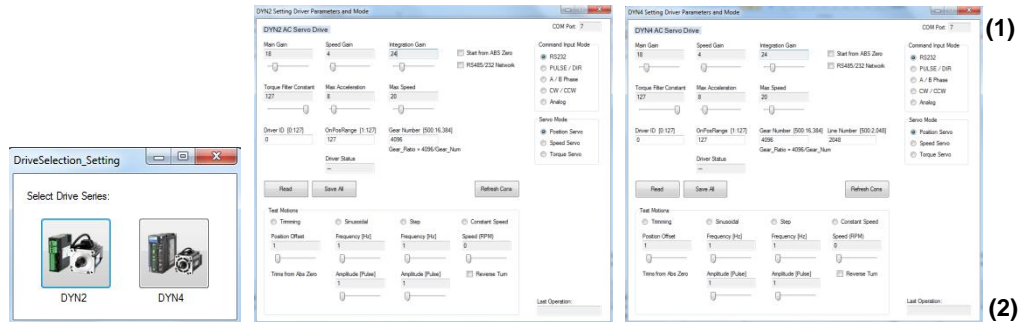 DriveSelection_Setting
Select Drive Series:
DYN2 DYN4
DYN2 Setting Driver Parameters and Mode
DYN2 AC Servo Drive
COM Port: 7
Main Gain Speed Gain Integration Gain
18 4 24
Start from ABS Zero
RS485/232 Network
Torque Filter Constant Max Acceleration Max Speed
127 8 20
Command Input Mode
RS232
PULSE / DIR
A / B Phase
CW / CCW
Analog
Servo Mode
Position Servo
Speed Servo
Torque Servo
Driver ID [0:127] OnPosRange [1:127] Gear Number [500:16,384]
0 127 4096
Gear_Ratio = 4096/Gear_Num
Driver Status
--
Read Save All Refresh Cons
Test Motions
Trimming Sinusoidal Step Constant Speed
Position Offset Frequency [Hz] Frequency [Hz] Speed (RPM)
1 1 1 0
Trims from Abs Zero Amplitude [Pulse] Amplitude [Pulse] Reverse Turn
1 1
Last Operation:
DYN4 Setting Driver Parameters and Mode
DYN4 AC Servo Drive
COM Port: 7
Main Gain Speed Gain Integration Gain
18 4 24
Start from ABS Zero
RS485/232 Network
Torque Filter Constant Max Acceleration Max Speed
127 8 20
Command Input Mode
RS232
PULSE / DIR
A / B Phase
CW / CCW
Analog
Servo Mode
Position Servo
Speed Servo
Torque Servo
Driver ID [0:127] OnPosRange [1:127] Gear Number [500:16,384] Line Number [500:2,048]
0 127 4096 2048
Gear_Ratio = 4096/Gear_Num
Driver Status
--
Read Save All Refresh Cons
Test Motions
Trimming Sinusoidal Step Constant Speed
Position Offset Frequency [Hz] Frequency [Hz] Speed (RPM)
1 1 1 0
Trims from Abs Zero Amplitude [Pulse] Amplitude [Pulse] Reverse Turn
1 1
Last Operation:
(1)
(2)